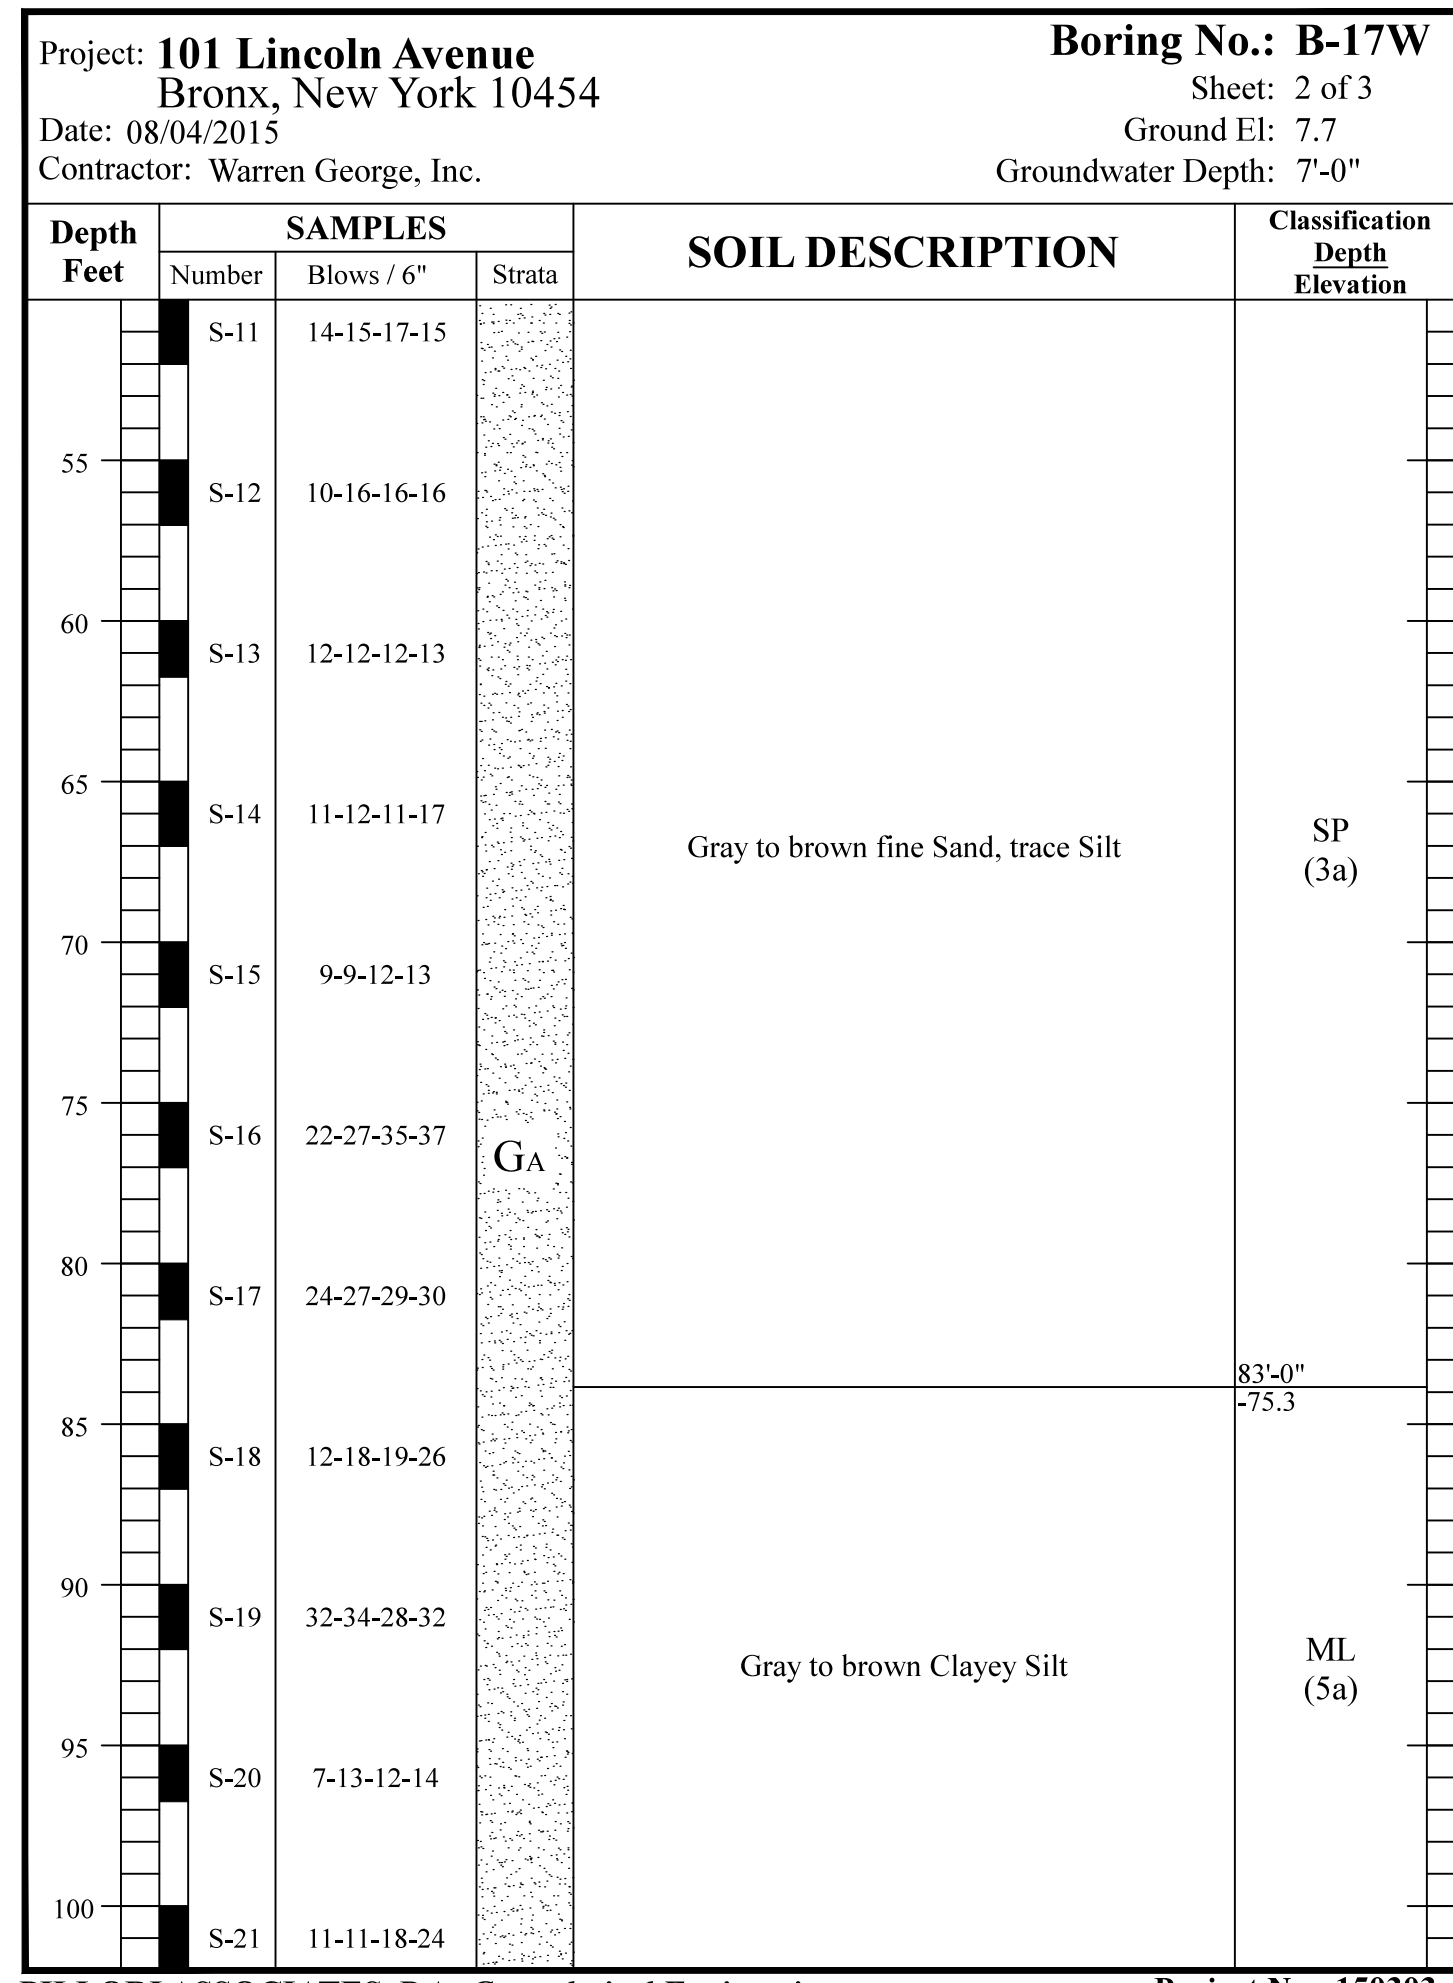 Project: 101 Lincoln Avenue
Bronx, New York 10454
Date: 08/04/2015
Contractor: Warren George, Inc.
Boring No.: B-17W
Sheet: 2 of 3
Ground El: 7.7
Groundwater Depth: 7'-0"
Depth
Feet
SAMPLES
Number
Blows / 6"
Strata
SOIL DESCRIPTION
Classification
Depth
Elevation
S-11 14-15-17-15
55
S-12 10-16-16-16
60
S-13 12-12-12-13
65
S-14 11-12-11-17
Gray to brown fine Sand, trace Silt
SP
(3a)
70
S-15 9-9-12-13
75
S-16 22-27-35-37
GA
80
S-17 24-27-29-30
83'-0"
-75.3
85
S-18 12-18-19-26
90
S-19 32-34-28-32
Gray to brown Clayey Silt
ML
(5a)
95
S-20 7-13-12-14
100
S-21 11-11-18-24